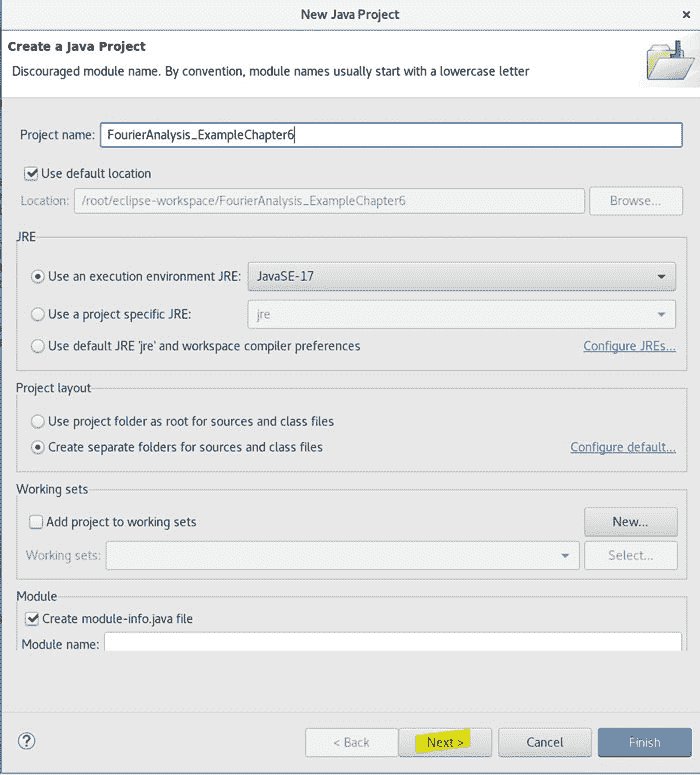 New Java Project
×
Create a Java Project
Discouraged module name. By convention, module names usually start with a lowercase letter
Project name: FourierAnalysis_ExampleChapter6
Use default location
Location: /root/eclipse-workspace/FourierAnalysis_ExampleChapter6 Browse...
JRE
Use an execution environment JRE: JavaSE-17
Use a project specific JRE: jre
Use default JRE 'jre' and workspace compiler preferences Configure JREs...
Project layout
Use project folder as root for sources and class files
Create separate folders for sources and class files Configure default...
Working sets
Add project to working sets New...
Working sets: Select...
Module
Create module-info.java file
Module name:
? < Back Next > Cancel Finish